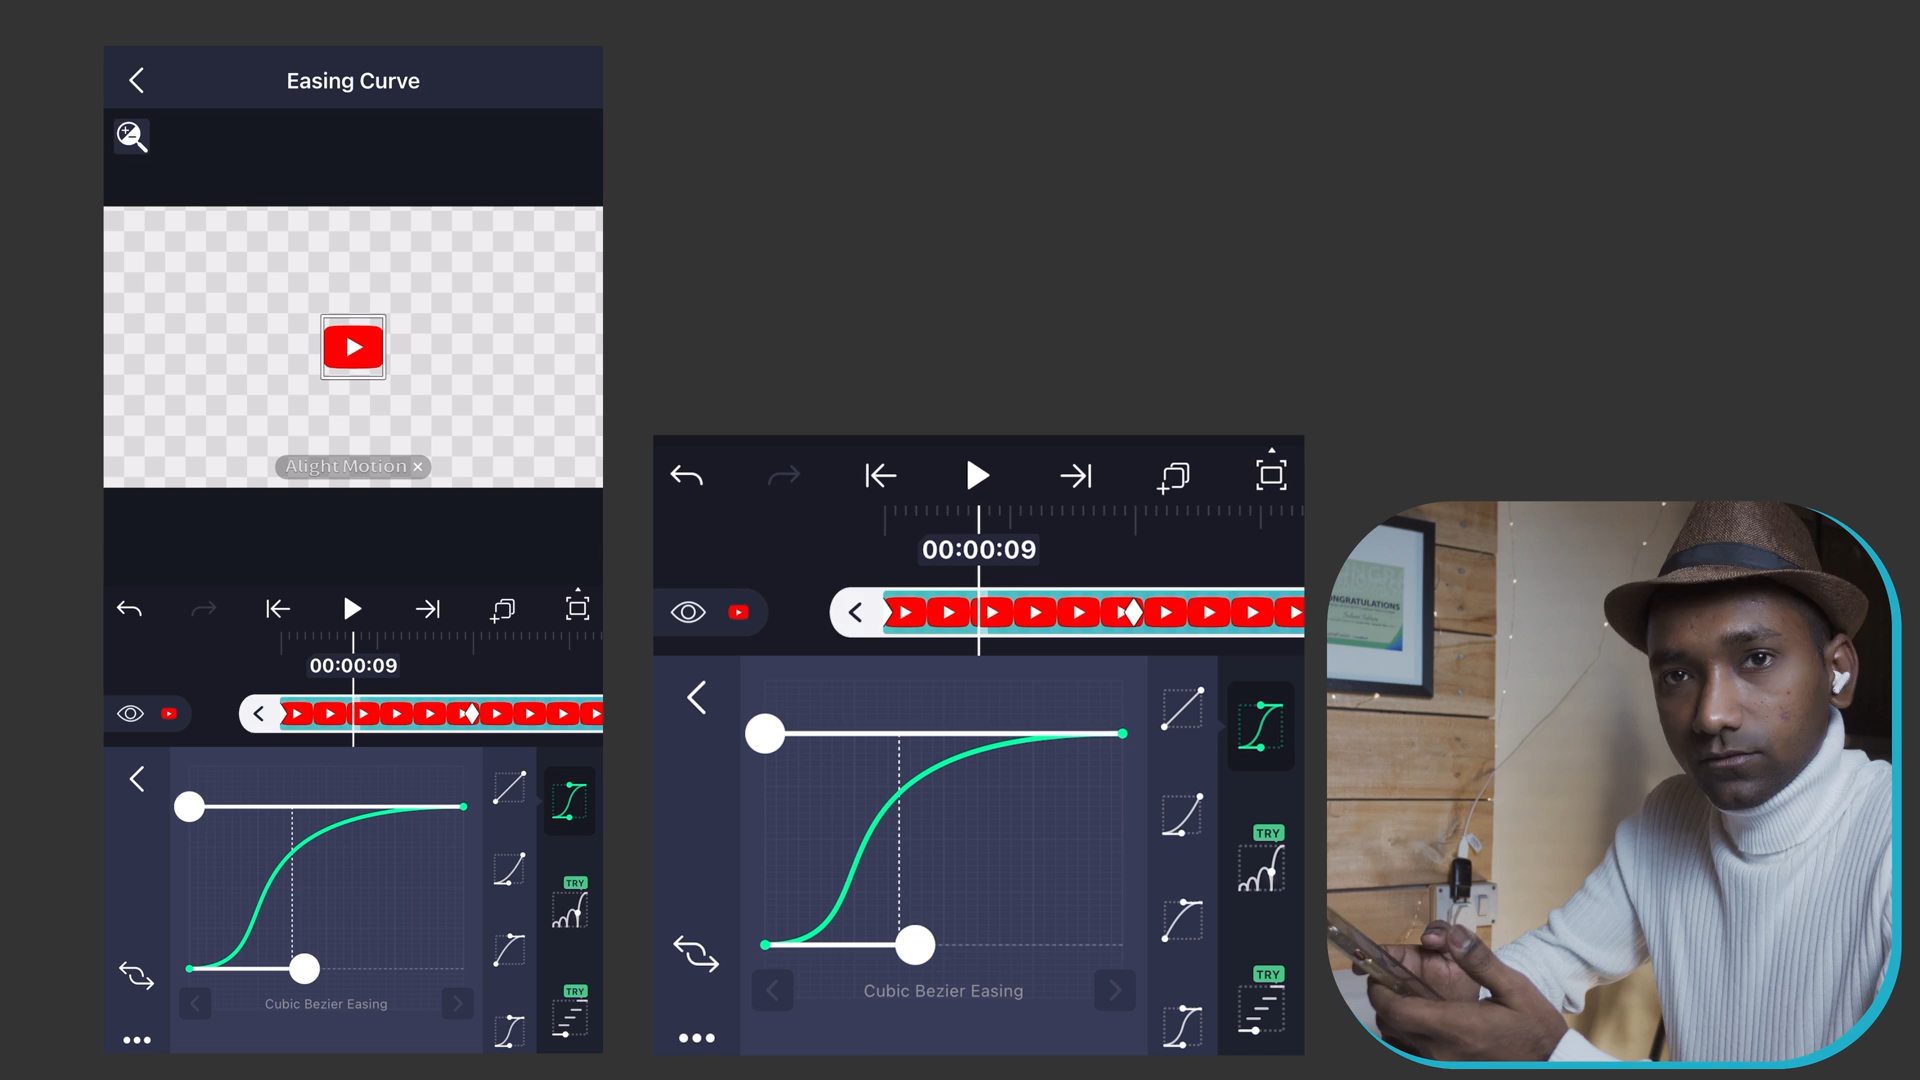 Easing Curve
Alight Motion ×
00:00:09
TRY
TRY
Cubic Bezier Easing
00:00:09
TRY
TRY
Cubic Bezier Easing
CONGRATULATIONS